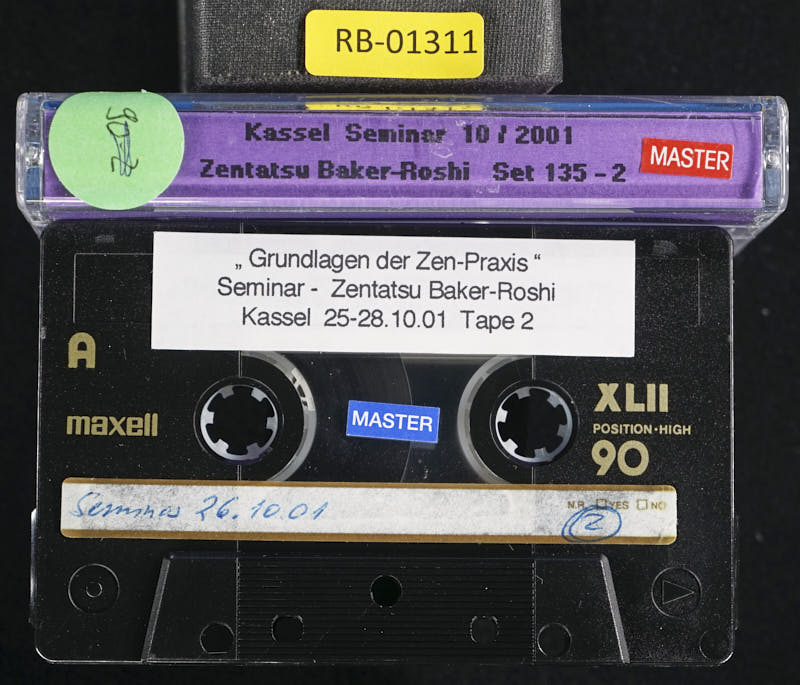 RB-01311
Kassel Seminar 10/2001
Zentatsu Baker-Roshi Set 135-2
MASTER
„Grundlagen der Zen-Praxis“
Seminar - Zentatsu Baker-Roshi
Kassel 25-28.10.01 Tape 2
A
maxell
MASTER
XLII
POSITION·HIGH
90
Seminar 26.10.01
N.R. YES NO
2